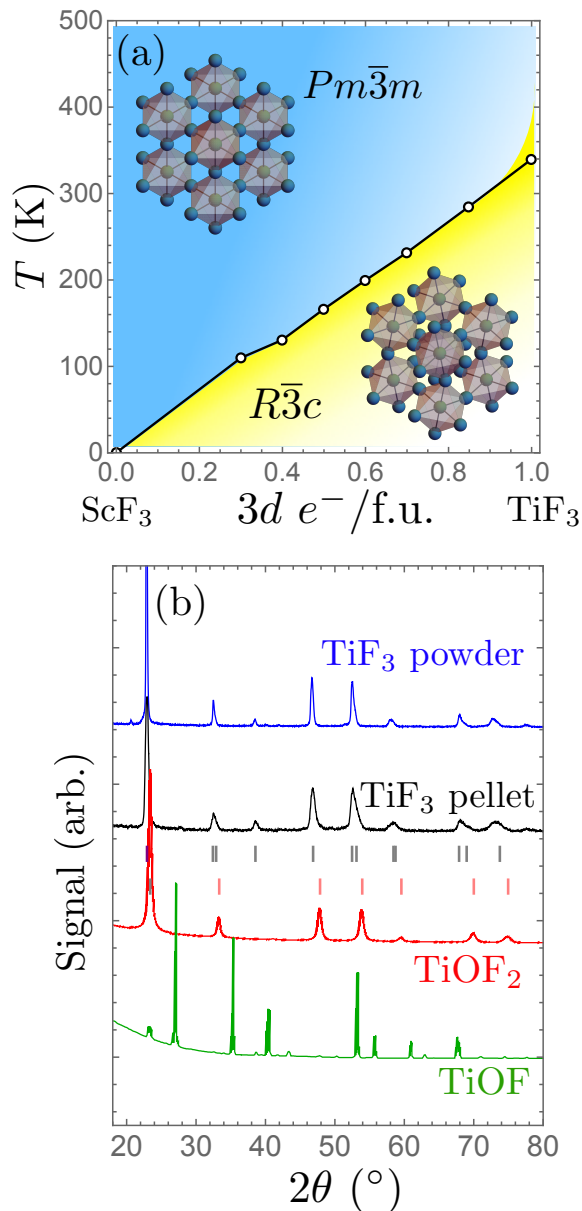 500
(a)
Pm3̅m
400
300
T (K)
200
100
R3̅c
0
0.0 0.2 0.4 0.6 0.8 1.0
ScF₃ 3d e⁻/f.u. TiF₃
(b)
TiF₃ powder
TiF₃ pellet
Signal (arb.)
TiOF₂
TiOF
20 30 40 50 60 70 80
2θ (°)